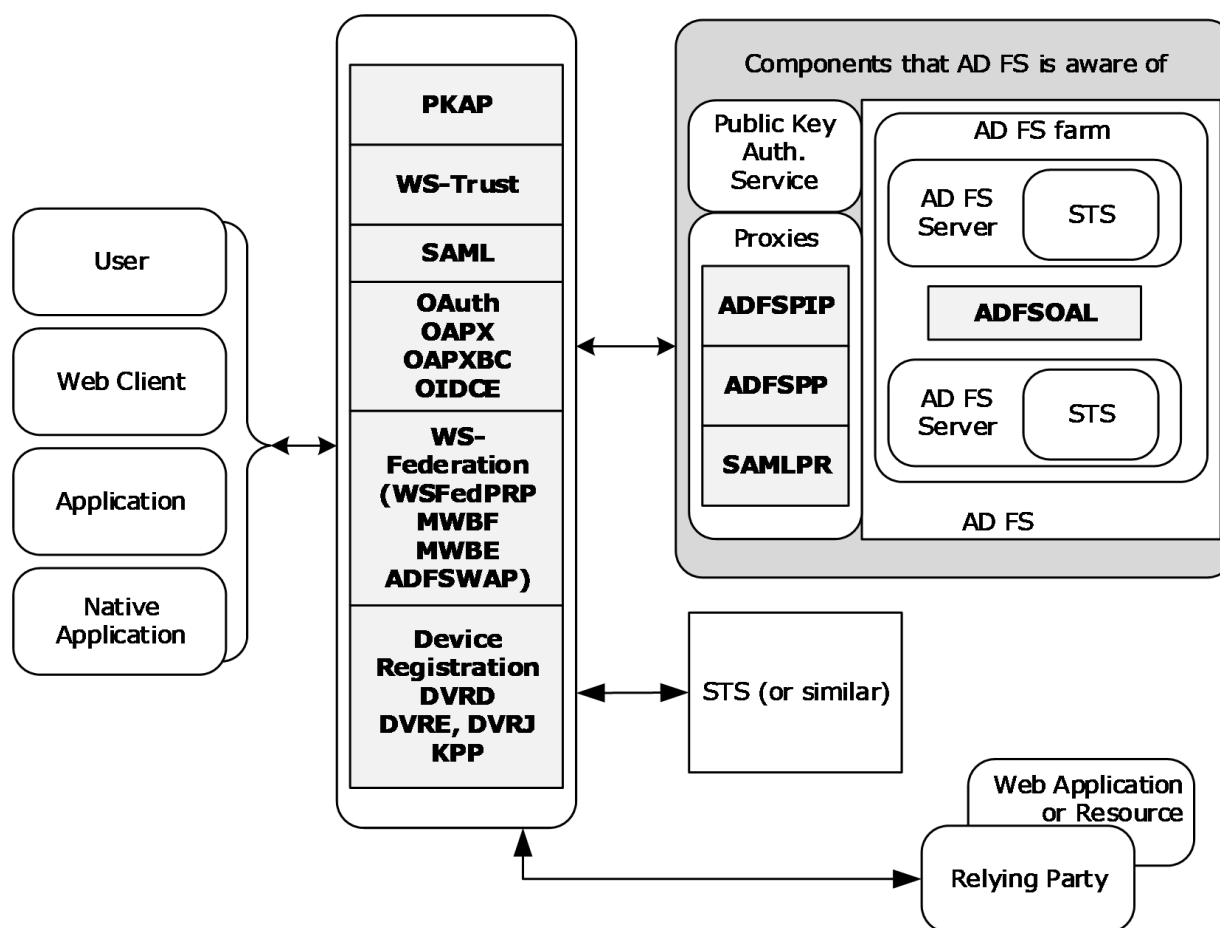 User
Web Client
Application
Native
Application
PKAP
WS-Trust
SAML
OAuth
OAPX
OAPXBC
OIDCE
WS-
Federation
(WSFedPRP
MWBF
MWBE
ADFSWAP)
Device
Registration
DVRD
DVRE, DVRJ
KPP
Components that AD FS is aware of
Public Key
Auth.
Service
Proxies
ADFSPIP
ADFSPP
SAMLPR
AD FS farm
AD FS
Server
STS
ADFSOAL
AD FS
Server
STS
AD FS
STS (or similar)
Web Application
or Resource
Relying Party